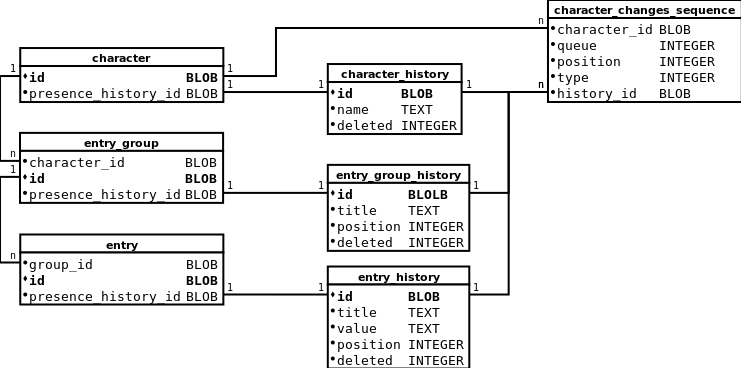 character_changes_sequence
character_id BLOB
queue INTEGER
position INTEGER
type INTEGER
history_id BLOB
n
n
character
id BLOB
presence_history_id BLOB
1
1
1
1
character_history
id BLOB
name TEXT
deleted INTEGER
1
entry_group
character_id BLOB
id BLOB
presence_history_id BLOB
n
1
1
1
entry_group_history
id BLOLB
title TEXT
position INTEGER
deleted INTEGER
1
entry
group_id BLOB
id BLOB
presence_history_id BLOB
n
1
1
entry_history
id BLOB
title TEXT
value TEXT
position INTEGER
deleted INTEGER
1